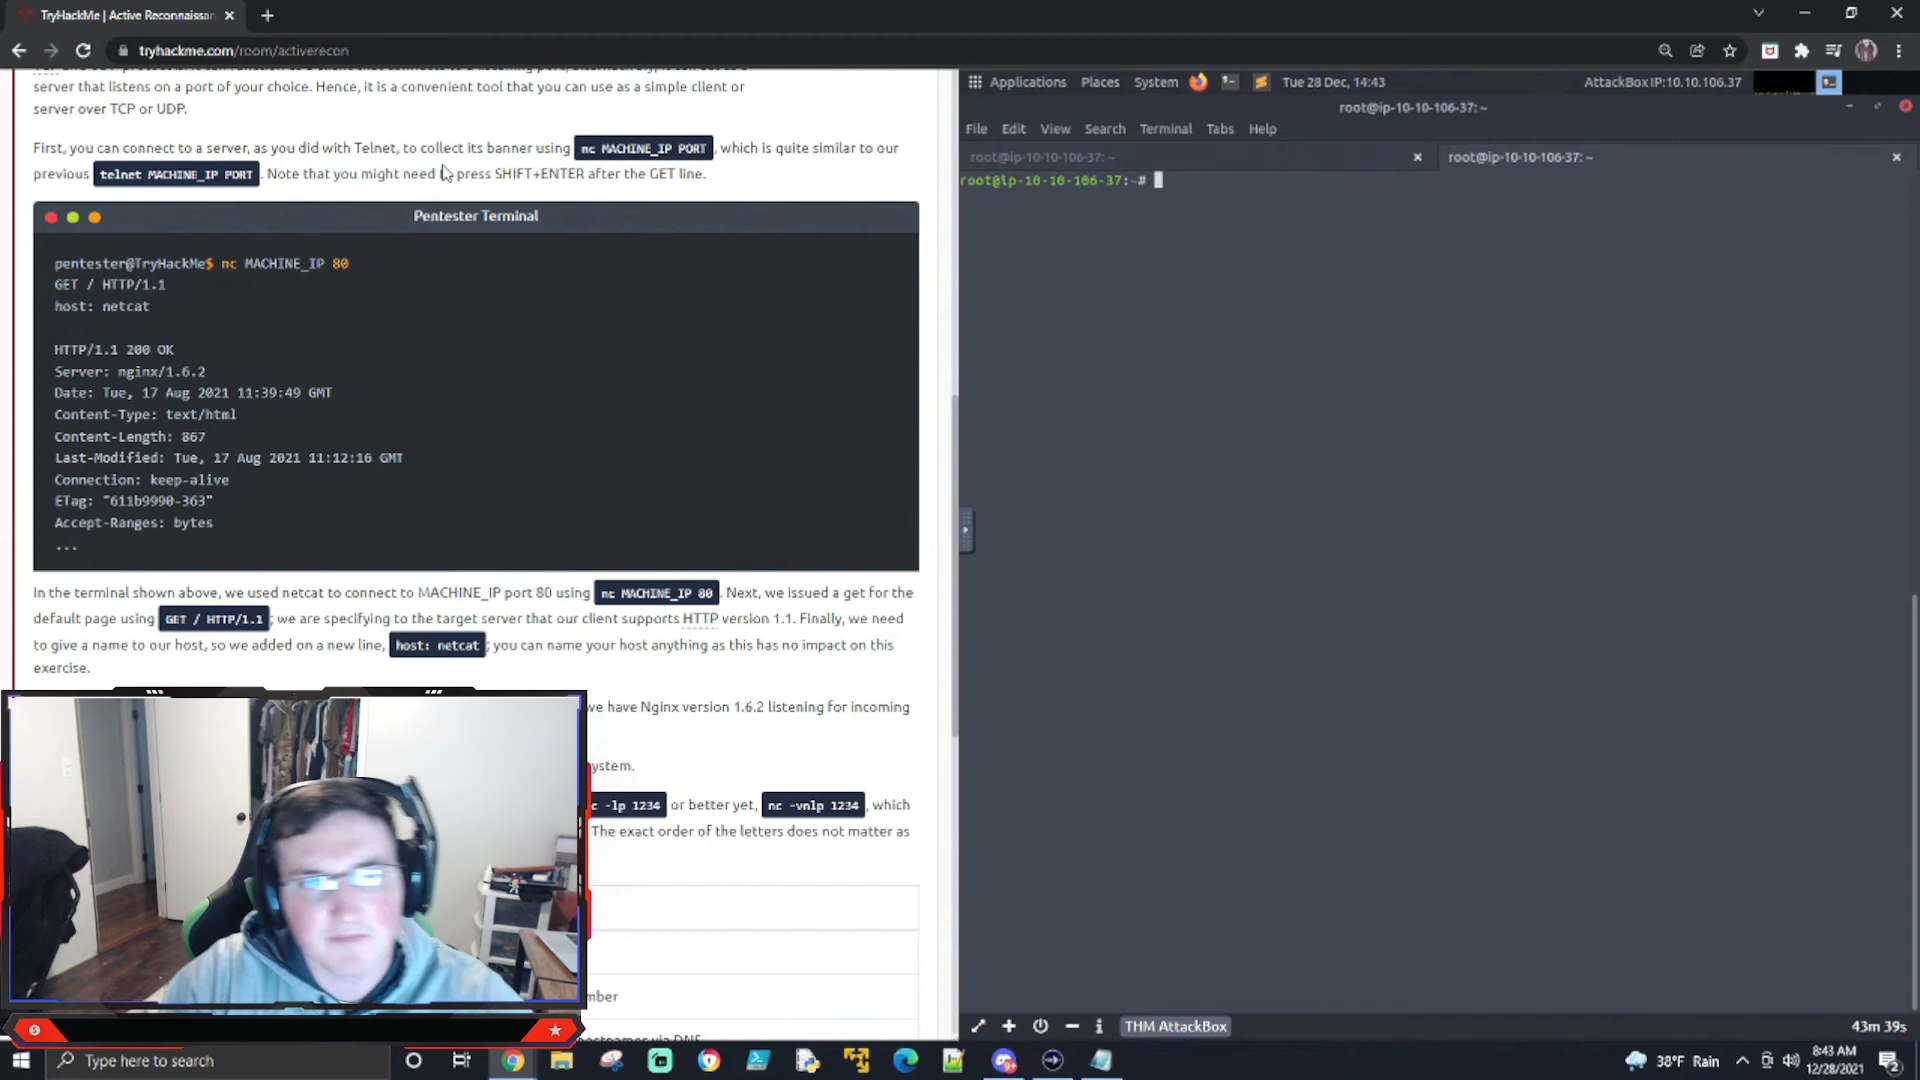 TryHackMe | Active Reconnaissan
tryhackme.com/room/activerecon
server that listens on a port of your choice. Hence, it is a convenient tool that you can use as a simple client or
server over TCP or UDP.
First, you can connect to a server, as you did with Telnet, to collect its banner using nc MACHINE_IP PORT, which is quite similar to our
previous telnet MACHINE_IP PORT. Note that you might need to press SHIFT+ENTER after the GET line.
Pentester Terminal
pentester@TryHackMe$ nc MACHINE_IP 80
GET / HTTP/1.1
host: netcat
HTTP/1.1 200 OK
Server: nginx/1.6.2
Date: Tue, 17 Aug 2021 11:39:49 GMT
Content-Type: text/html
Content-Length: 867
Last-Modified: Tue, 17 Aug 2021 11:12:16 GMT
Connection: keep-alive
ETag: "611b9990-363"
Accept-Ranges: bytes
...
In the terminal shown above, we used netcat to connect to MACHINE_IP port 80 using nc MACHINE_IP 80. Next, we issued a get for the
default page using GET / HTTP/1.1; we are specifying to the target server that our client supports HTTP version 1.1. Finally, we need
to give a name to our host, so we added on a new line, host: netcat; you can name your host anything as this has no impact on this
exercise.
we have Nginx version 1.6.2 listening for incoming
ystem.
c -lp 1234 or better yet, nc -vnlp 1234, which
The exact order of the letters does not matter as
mber
Applications Places System Tue 28 Dec, 14:43 AttackBox IP:10.10.106.37
root@ip-10-10-106-37: ~
File Edit View Search Terminal Tabs Help
root@ip-10-10-106-37: ~
root@ip-10-10-106-37: ~
root@ip-10-10-106-37:~#
THM AttackBox
43m 39s
Type here to search
38°F Rain
8:43 AM
12/28/2021
2